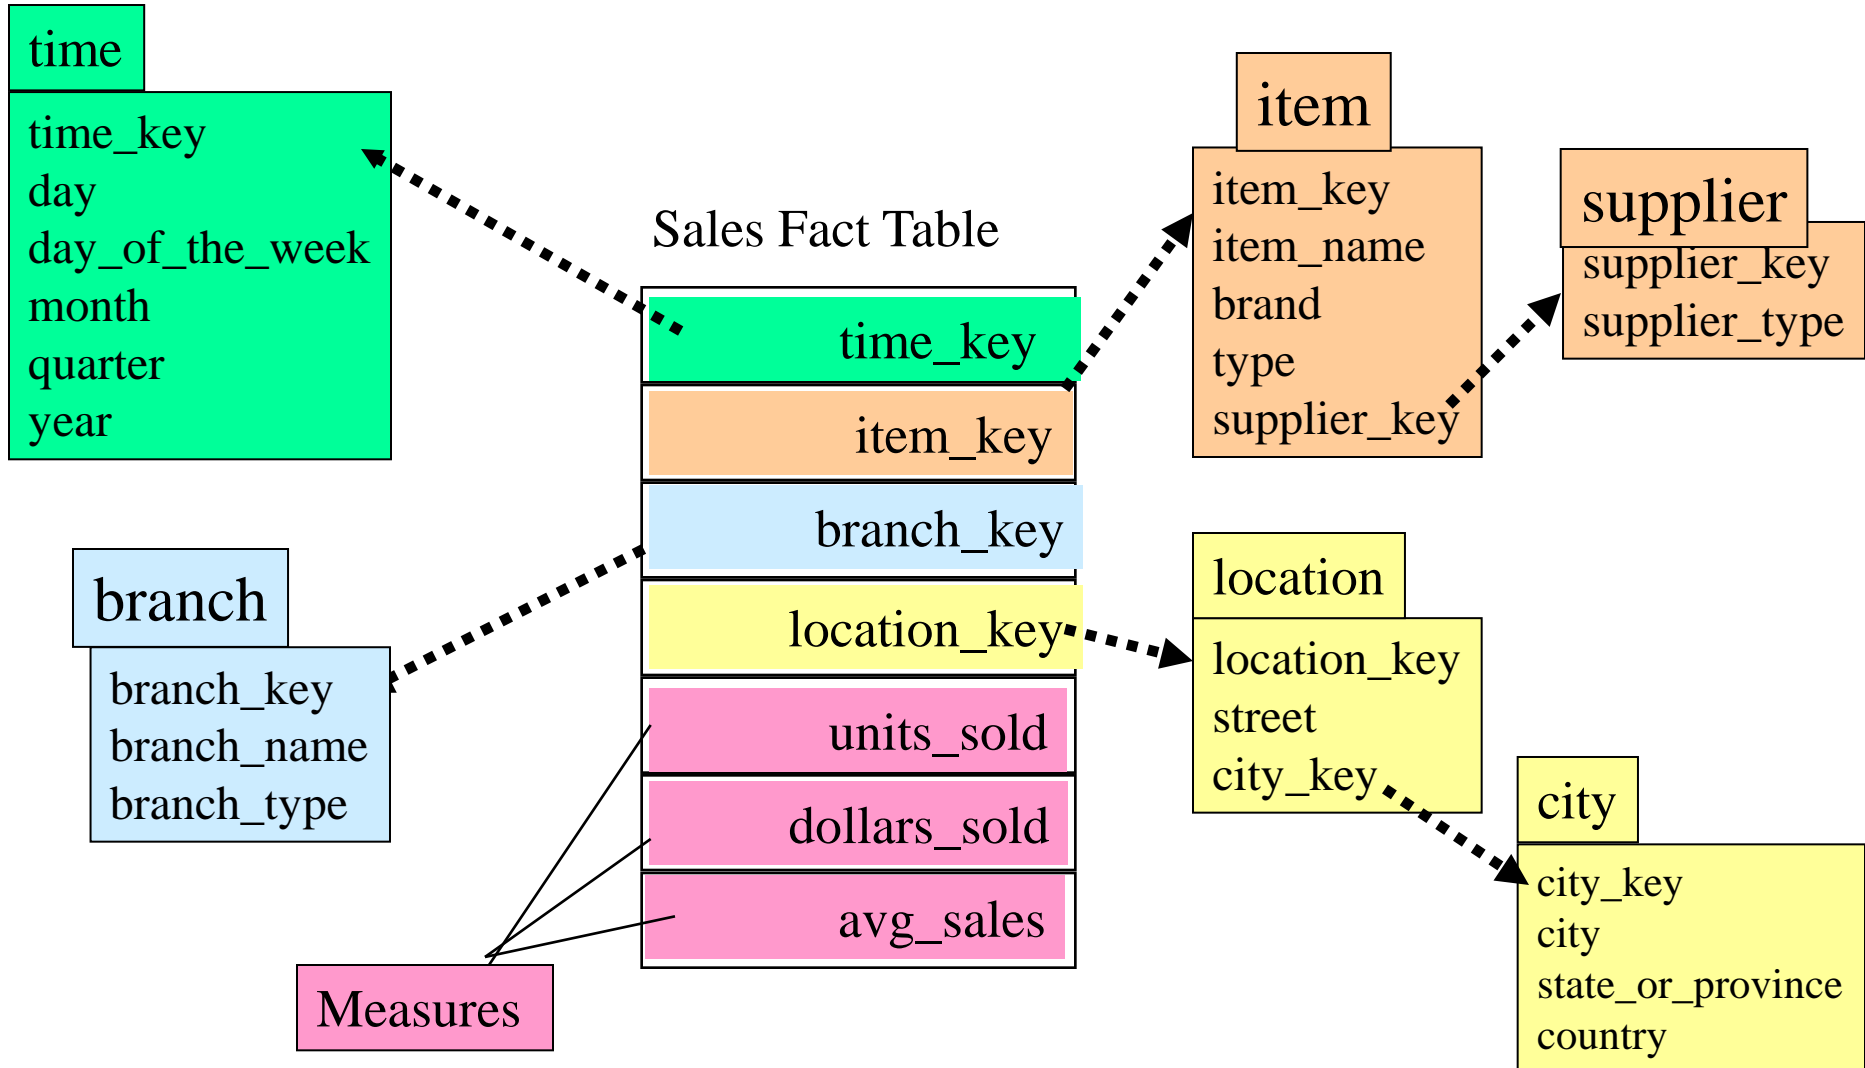 time
time_key
day
day_of_the_week
month
quarter
year
branch
branch_key
branch_name
branch_type
Sales Fact Table
time_key
item_key
branch_key
location_key
units_sold
dollars_sold
avg_sales
Measures
item
item_key
item_name
brand
type
supplier_key
supplier
supplier_key
supplier_type
location
location_key
street
city_key
city
city_key
city
state_or_province
country